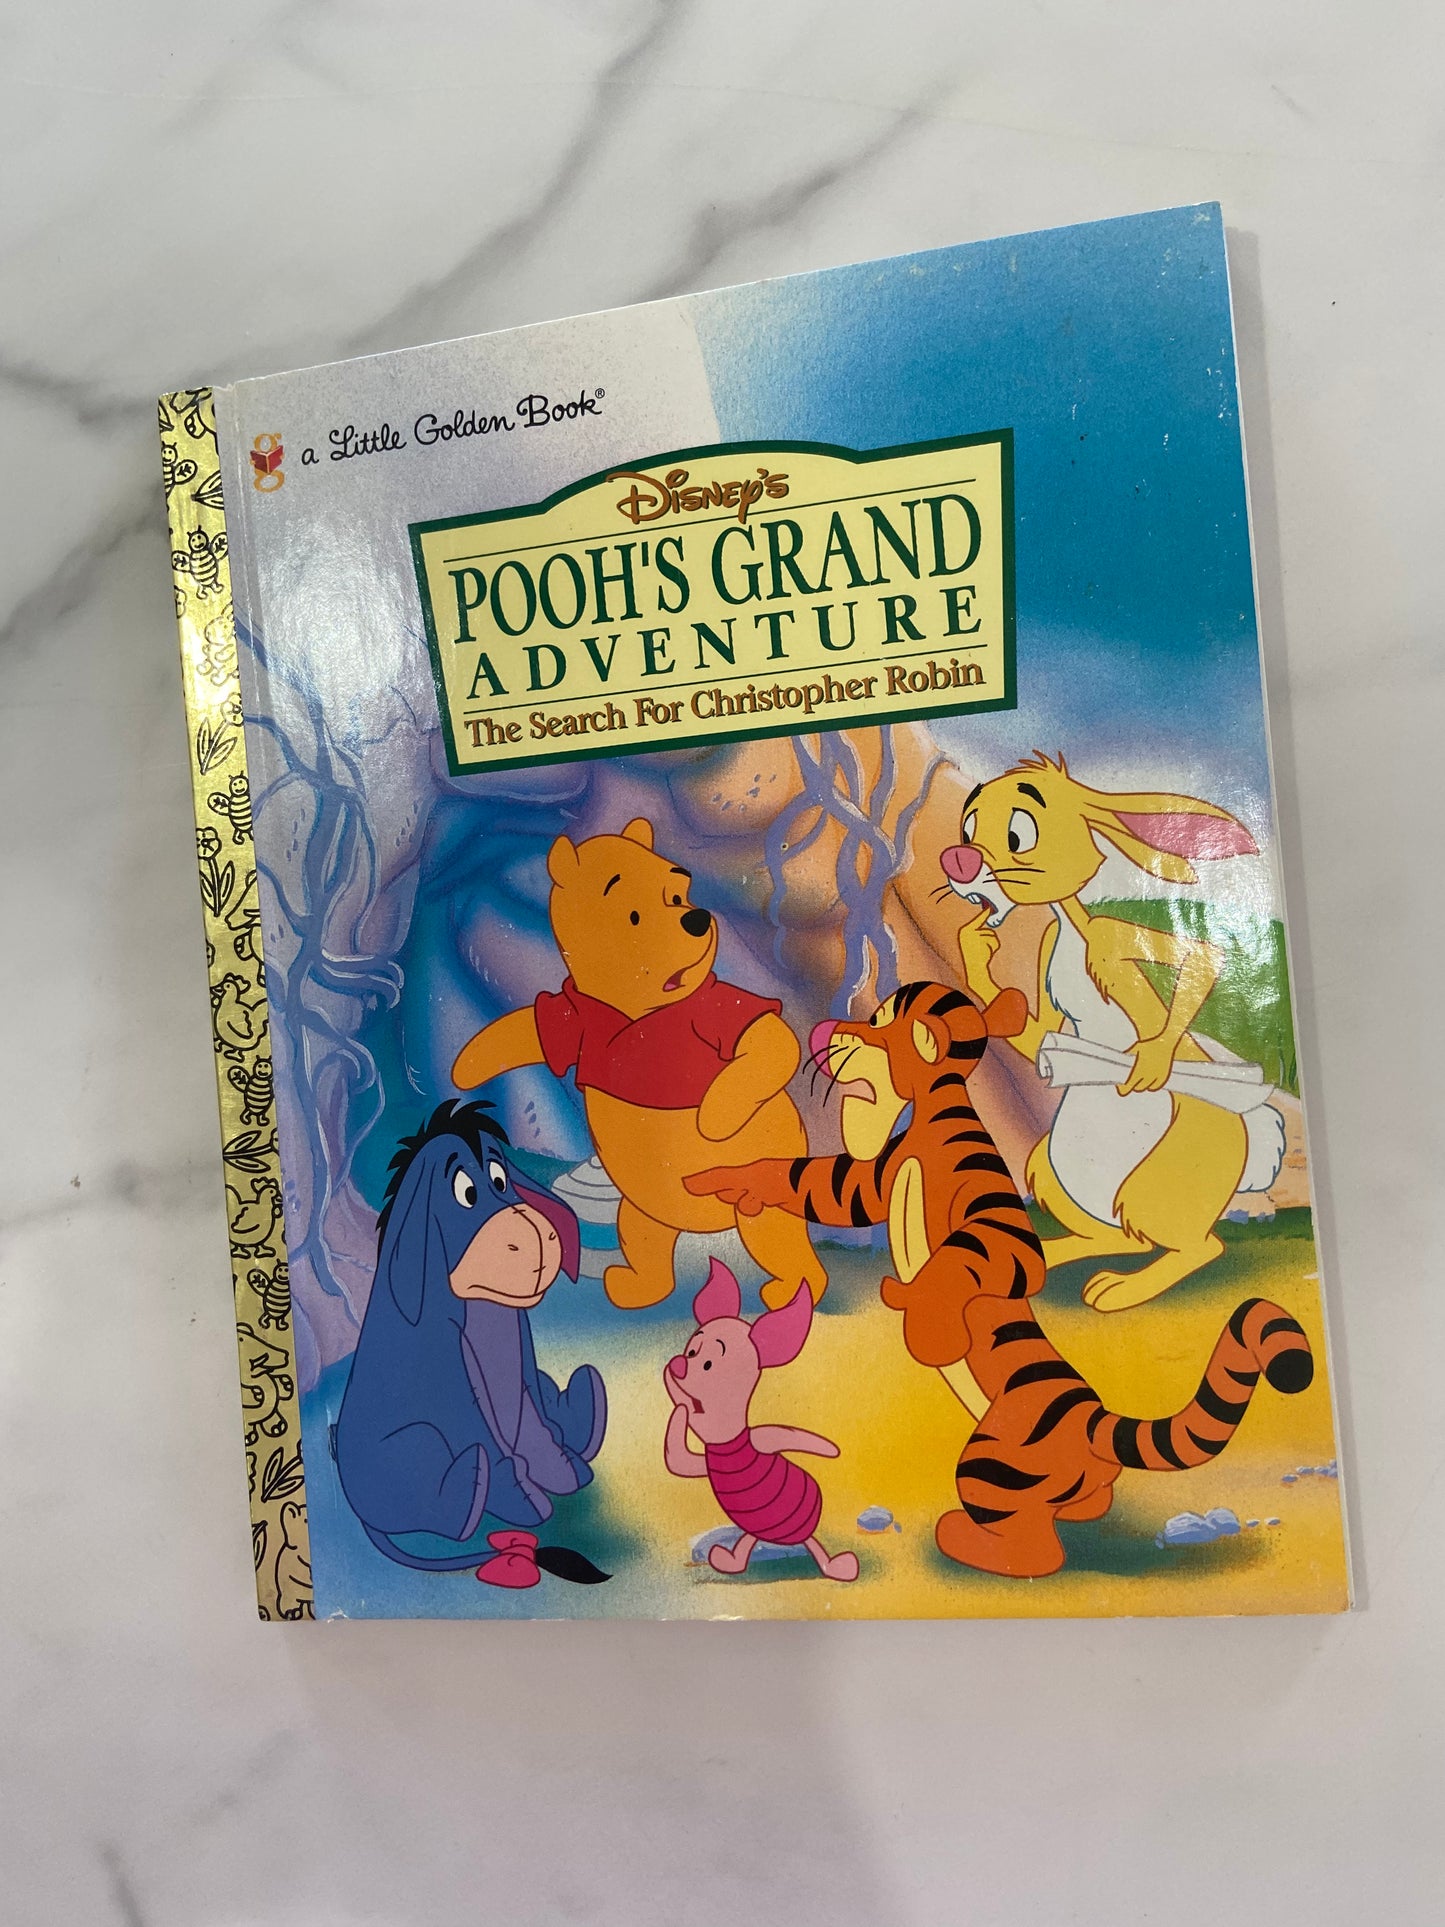 a Little Golden Book®
Disney's
POOH'S GRAND
ADVENTURE
The Search For Christopher Robin